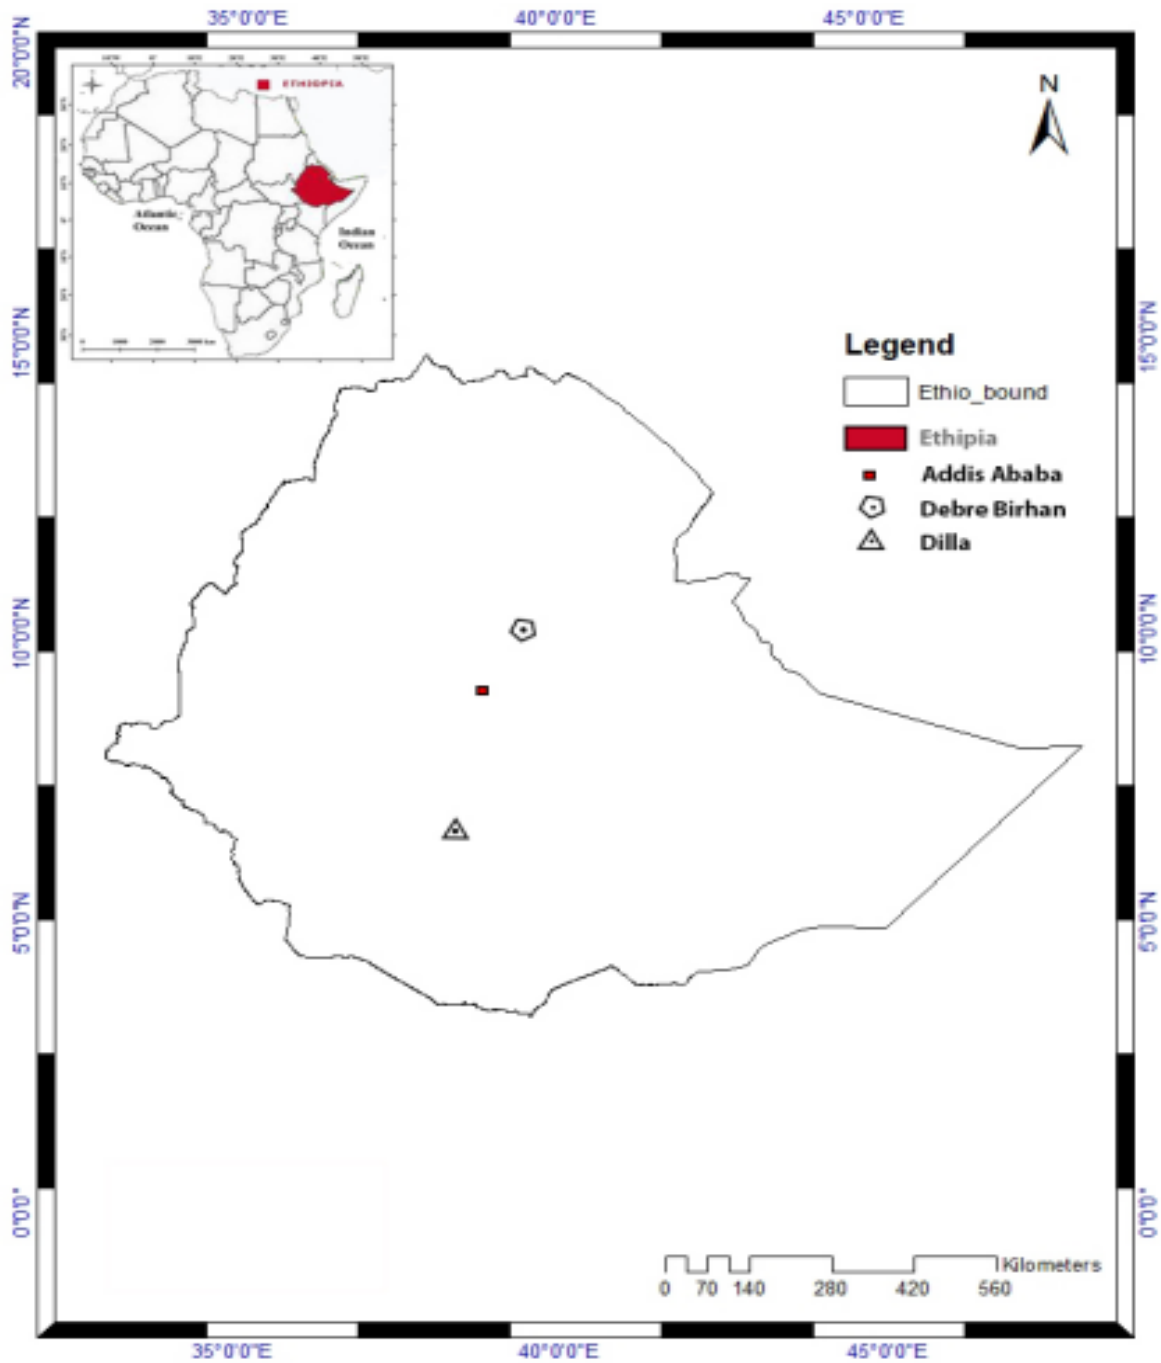 35°0'0"E 40°0'0"E 45°0'0"E
20°0'0"N
ETHIOPIA
N
Atlantic
Ocean
Indian
Ocean
15°0'0"N
15°0'0"N
Legend
Ethio_bound
Ethipia
Addis Ababa
Debre Birhan
Dilla
10°0'0"N
10°0'0"N
5°0'0"N
5°0'0"N
0°0'0"
0°0'0"
Kilometers
0 70 140 280 420 560
35°0'0"E 40°0'0"E 45°0'0"E